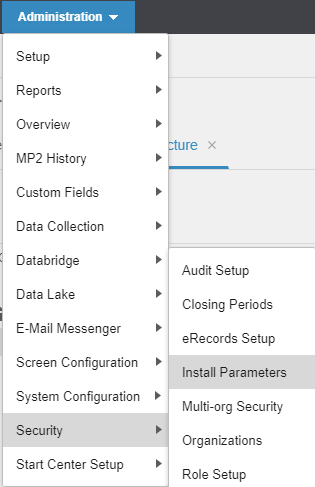 Administration
Setup
Reports
Overview
MP2 History
cture
Custom Fields
Data Collection
Databridge
Data Lake
E-Mail Messenger
Screen Configuration
System Configuration
Security
Start Center Setup
Audit Setup
Closing Periods
eRecords Setup
Install Parameters
Multi-org Security
Organizations
Role Setup